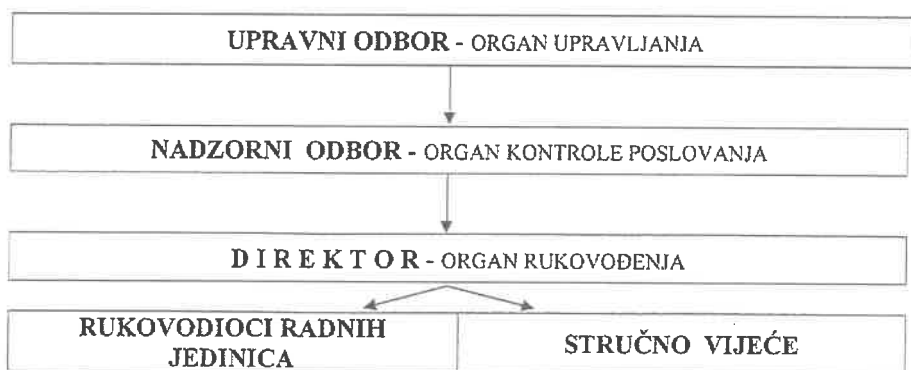 UPRAVNI ODBOR - ORGAN UPRAVLJANJA
NADZORNI ODBOR - ORGAN KONTROLE POSLOVANJA
D I R E K T O R - ORGAN RUKOVOĐENJA
RUKOVODIOCI RADNIH
JEDINICA
STRUČNO VIJEĆE